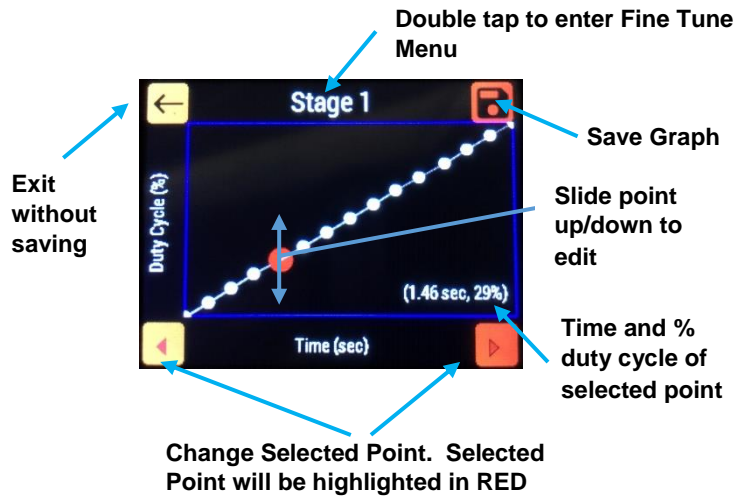 Double tap to enter Fine Tune
Menu
Stage 1
Save Graph
Exit
without
saving
Duty Cycle (%)
Slide point
up/down to
edit
(1.46 sec, 29%)
Time (sec)
Time and %
duty cycle of
selected point
Change Selected Point.  Selected
Point will be highlighted in RED